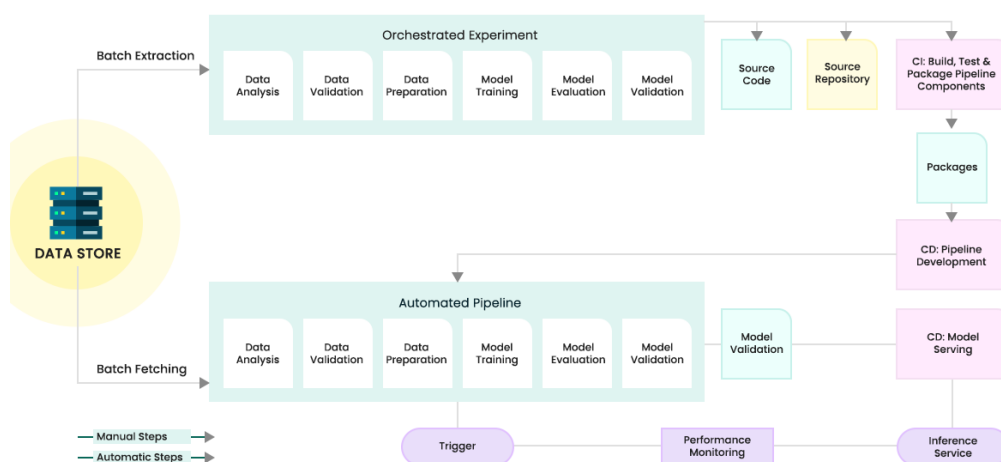 Orchestrated Experiment
Batch Extraction
Data
Analysis
Data
Validation
Data
Preparation
Model
Training
Model
Evaluation
Model
Validation
Source
Code
Source
Repository
CI: Build, Test &
Package Pipeline
Components
Packages
DATA STORE
CD: Pipeline
Development
Automated Pipeline
Batch Fetching
Data
Analysis
Data
Validation
Data
Preparation
Model
Training
Model
Evaluation
Model
Validation
Model
Validation
CD: Model
Serving
Manual Steps
Automatic Steps
Trigger
Performance
Monitoring
Inference
Service